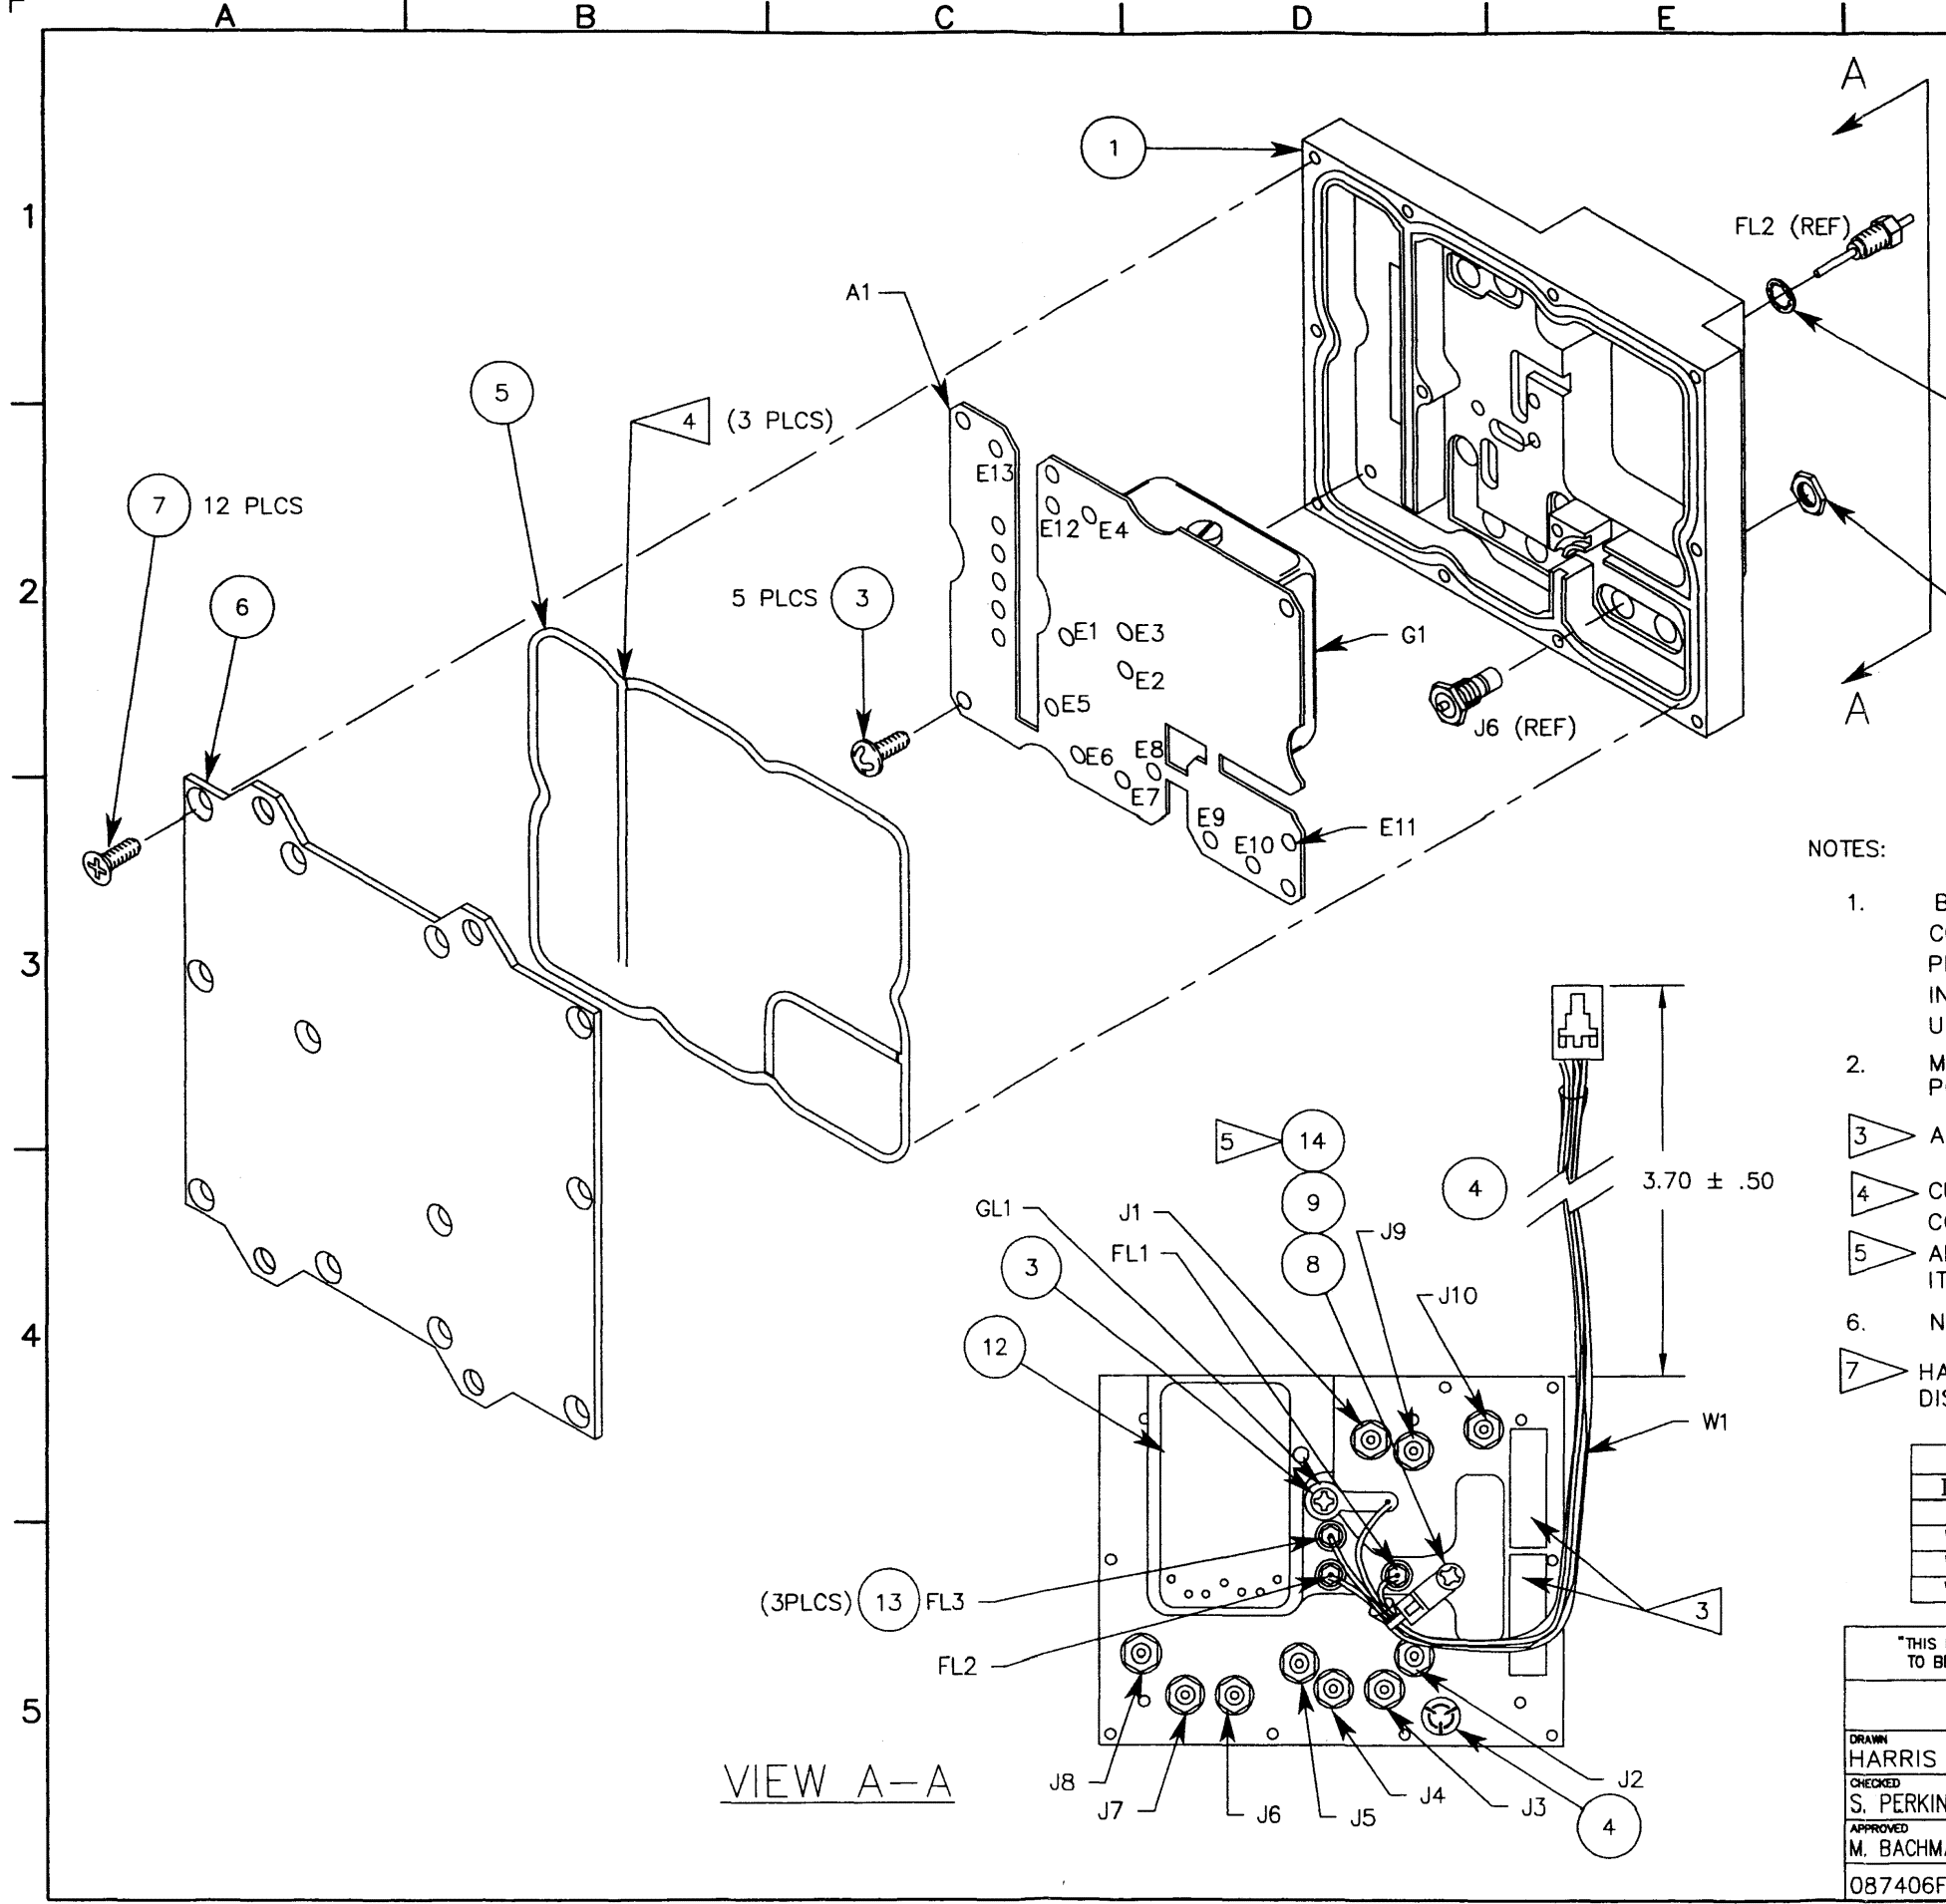 A B C D E
1
2
3
4
5
A
1
FL2 (REF)
A1
5
4 (3 PLCS)
E13
7 12 PLCS
E12 E4
6
5 PLCS 3
E1 E3
G1
E2
E5
J6 (REF)
A
E6 E8
E7
E9
E10
E11
NOTES:
1.
2.
3 A
4
5
6. N
7
5 14
9
8
4
3.70 ± .50
GL1
J1
FL1
J9
3
J10
12
W1
(3PLCS) 13 FL3
3
FL2
J8
J7
J6
J5
J4
J3
J2
4
VIEW A-A
"THIS
DRAWN
HARRIS
CHECKED
S. PERKIN
APPROVED
M. BACHM
087406F